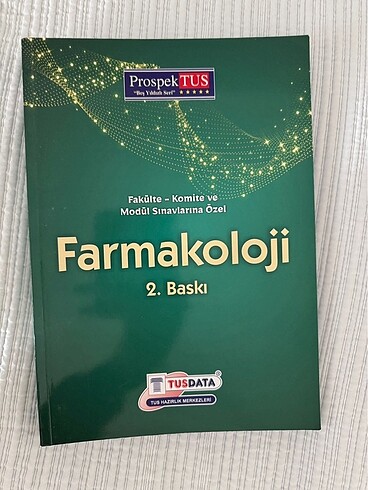 ProspekTUS
"Beş Yıldızlı Seri" ★★★★★
Fakülte - Komite ve
Modül Sınavlarına Özel
Farmakoloji
2. Baskı
TUSDATA
TUS HAZIRLIK MERKEZLERİ